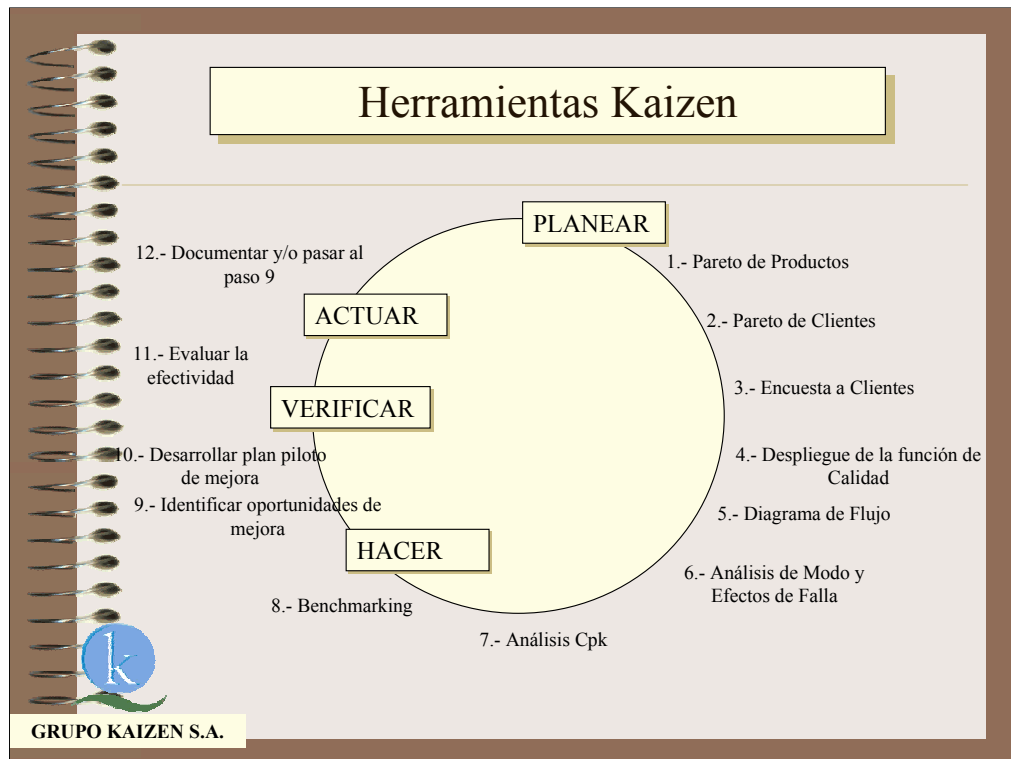 Herramientas Kaizen
PLANEAR
1.- Pareto de Productos
2.- Pareto de Clientes
3.- Encuesta a Clientes
4.- Despliegue de la función de
Calidad
5.- Diagrama de Flujo
6.- Análisis de Modo y
Efectos de Falla
7.- Análisis Cpk
8.- Benchmarking
HACER
9.- Identificar oportunidades de
mejora
10.- Desarrollar plan piloto
de mejora
VERIFICAR
11.- Evaluar la
efectividad
ACTUAR
12.- Documentar y/o pasar al
paso 9
k
GRUPO KAIZEN S.A.